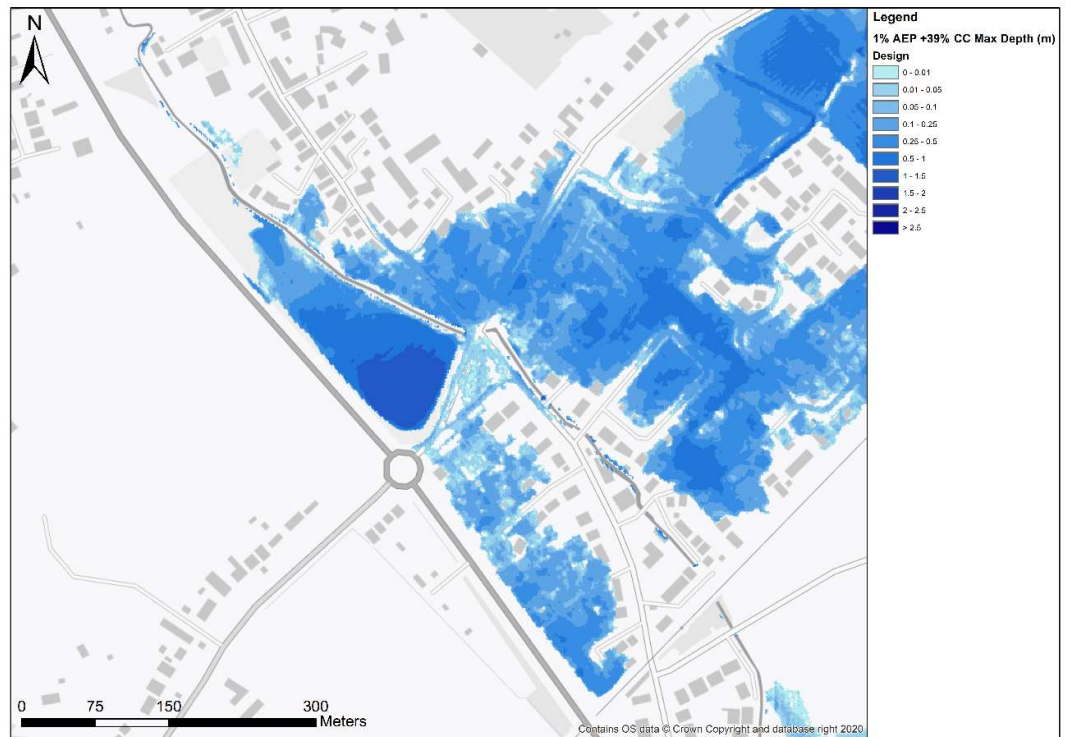 N
Legend
1% AEP +39% CC Max Depth (m)
Design
0 - 0.01
0.01 - 0.05
0.05 - 0.1
0.1 - 0.25
0.25 - 0.5
0.5 - 1
1 - 1.5
1.5 - 2
2 - 2.5
> 2.5
0 75 150 300
Meters
Contains OS data © Crown Copyright and database right 2020